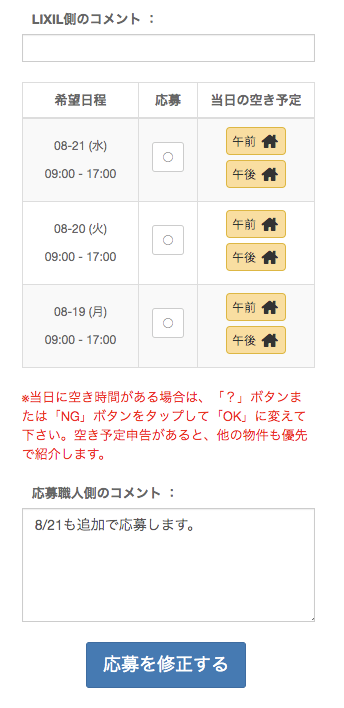 LIXIL側のコメント ：
希望日程 応募 当日の空き予定
08-21 (水)
09:00 - 17:00
午前
午後
08-20 (火)
09:00 - 17:00
午前
午後
08-19 (月)
09:00 - 17:00
午前
午後
※当日に空き時間がある場合は、「？」ボタンま
たは「NG」ボタンをタップして「OK」に変えて
下さい。空き予定申告があると、他の物件も優先
で紹介します。
応募職人側のコメント ：
8/21も追加で応募します。
応募を修正する